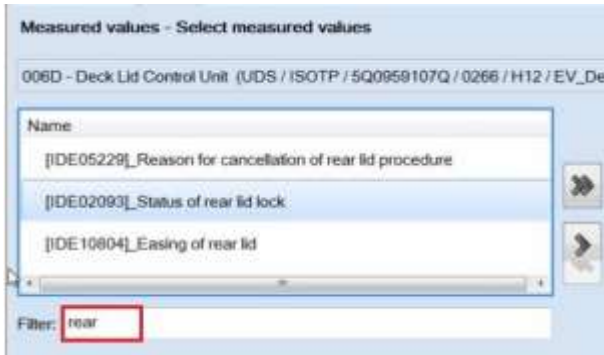 Measured values - Select measured values
006D - Deck Lid Control Unit (UDS / ISOTP / 5Q0959107Q / 0266 / H12 / EV_De
Name
[IDE05229]_Reason for cancellation of rear lid procedure
[IDE02093]_Status of rear lid lock
[IDE10804]_Easing of rear lid
Filter: rear